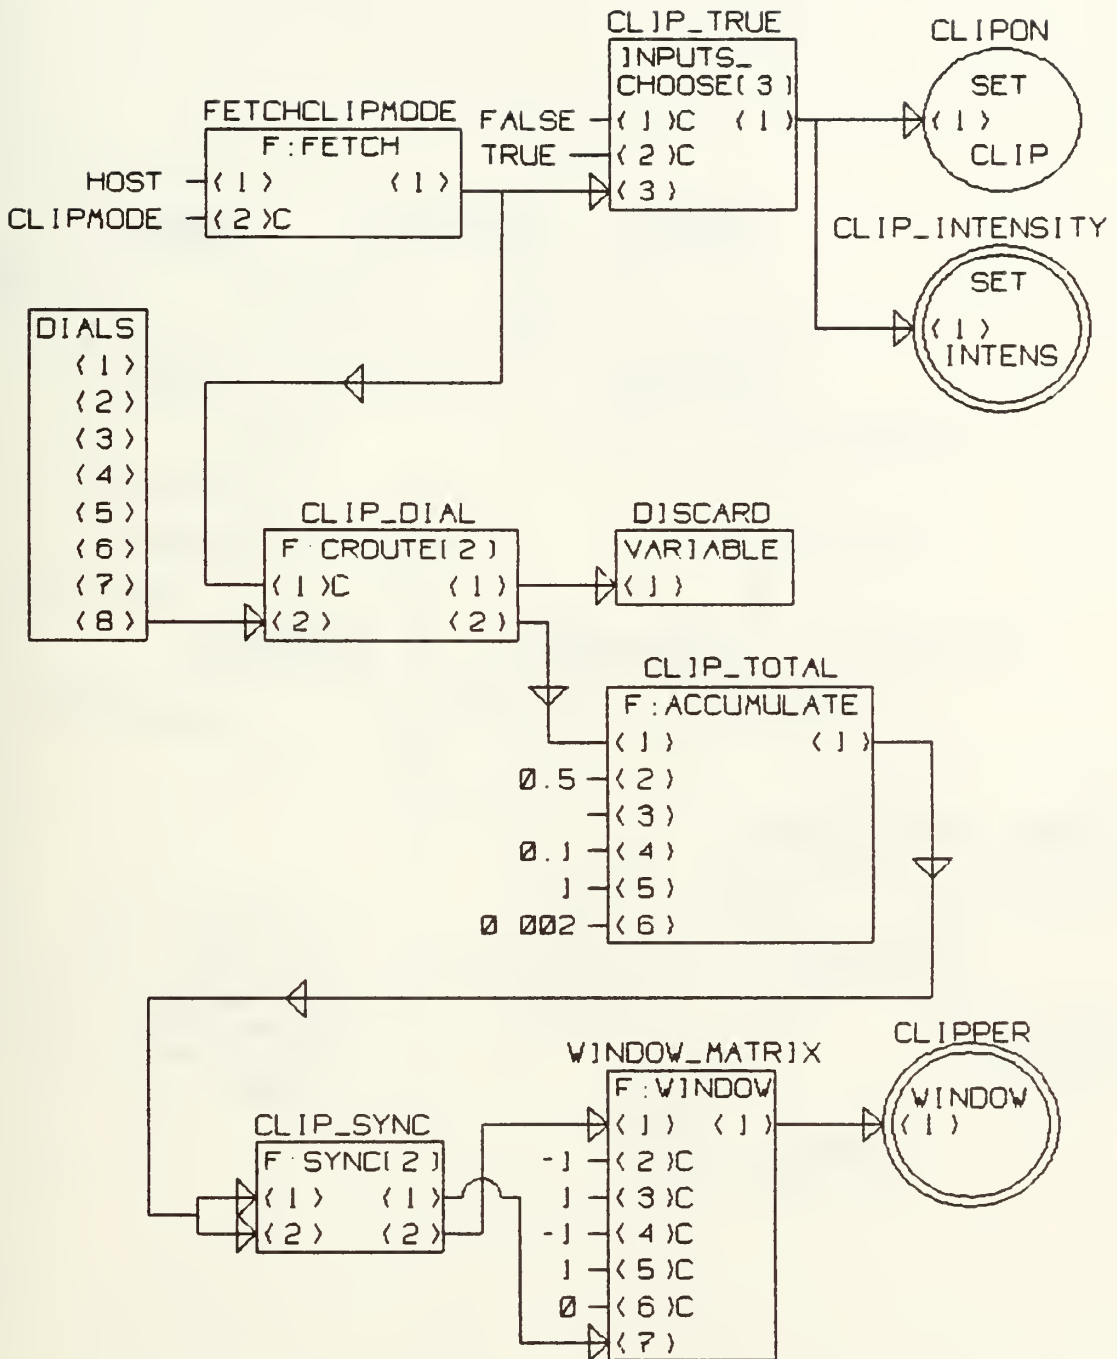 CLIP_TRUE
INPUTS_
CHOOSE(3)
FALSE <1>C <1>
TRUE <2>C
<3>
CLIPON
SET
<1>
CLIP
FETCHCLIPMODE
F:FETCH
HOST <1> <1>
CLIPMODE <2>C
CLIP_INTENSITY
SET
<1>
INTENS
DIALS
<1>
<2>
<3>
<4>
<5>
<6>
<7>
<8>
CLIP_DIAL
F:CROUTE(2)
<1>C <1>
<2> <2>
DISCARD
VARIABLE
<1>
CLIP_TOTAL
F:ACCUMULATE
<1> <1>
0.5 <2>
<3>
0.1 <4>
1 <5>
0 002 <6>
CLIP_SYNC
F:SYNC(2)
<1> <1>
<2> <2>
WINDOW_MATRIX
F:WINDOW
<1> <1>
-1 <2>C
1 <3>C
-1 <4>C
1 <5>C
0 <6>C
<7>
CLIPPER
WINDOW
<1>